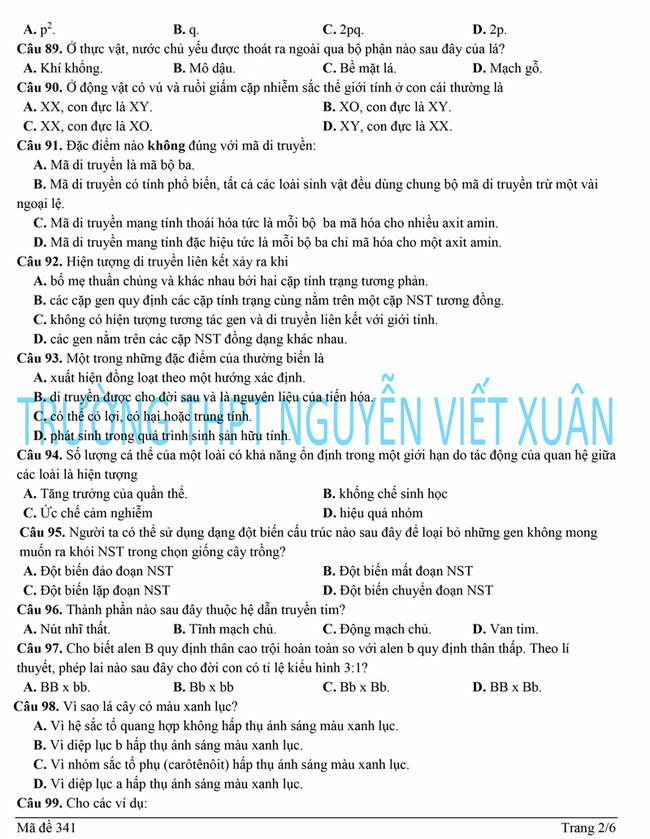 A. p². B. q. C. 2pq. D. 2p.
Câu 89. Ở thực vật, nước chủ yếu được thoát ra ngoài qua bộ phận nào sau đây của lá?
A. Khí khổng. B. Mô dậu. C. Bề mặt lá. D. Mạch gỗ.
Câu 90. Ở động vật có vú và ruồi giấm cặp nhiễm sắc thể giới tính ở con cái thường là
A. XX, con đực là XY. B. XO, con đực là XY.
C. XX, con đực là XO. D. XY, con đực là XX.
Câu 91. Đặc điểm nào không đúng với mã di truyền:
A. Mã di truyền là mã bộ ba.
B. Mã di truyền có tính phổ biến, tất cả các loài sinh vật đều dùng chung bộ mã di truyền trừ một vài
ngoại lệ.
C. Mã di truyền mang tính thoái hóa tức là mỗi bộ ba mã hóa cho nhiều axit amin.
D. Mã di truyền mang tính đặc hiệu tức là mỗi bộ ba chỉ mã hóa cho một axit amin.
Câu 92. Hiện tượng di truyền liên kết xảy ra khi
A. bố mẹ thuần chủng và khác nhau bởi hai cặp tính trạng tương phản.
B. các cặp gen quy định các cặp tính trạng cùng nằm trên một cặp NST tương đồng.
C. không có hiện tượng tương tác gen và di truyền liên kết với giới tính.
D. các gen nằm trên các cặp NST đồng dạng khác nhau.
Câu 93. Một trong những đặc điểm của thường biến là
A. xuất hiện đồng loạt theo một hướng xác định.
B. di truyền được cho đời sau và là nguyên liệu của tiến hóa.
TRƯỜNG THPT NGUYỄN VIẾT XUÂN
C. có thể có lợi, có hại hoặc trung tính.
D. phát sinh trong quá trình sinh sản hữu tính.
Câu 94. Số lượng cá thể của một loài có khả năng ổn định trong một giới hạn do tác động của quan hệ giữa
các loài là hiện tượng
A. Tăng trưởng của quần thể. B. khống chế sinh học
C. Ức chế cảm nghiễm D. hiệu quả nhóm
Câu 95. Người ta có thể sử dụng dạng đột biến cấu trúc nào sau đây để loại bỏ những gen không mong
muốn ra khỏi NST trong chọn giống cây trồng?
A. Đột biến đảo đoạn NST B. Đột biến mất đoạn NST
C. Đột biến lặp đoạn NST D. Đột biến chuyển đoạn NST
Câu 96. Thành phần nào sau đây thuộc hệ dẫn truyền tim?
A. Nút nhĩ thất. B. Tĩnh mạch chủ. C. Động mạch chủ. D. Van tim.
Câu 97. Cho biết alen B quy định thân cao trội hoàn toàn so với alen b quy định thân thấp. Theo lí
thuyết, phép lai nào sau đây cho đời con có tỉ lệ kiểu hình 3:1?
A. BB x bb. B. Bb x bb C. Bb x Bb. D. BB x Bb.
Câu 98. Vì sao lá cây có màu xanh lục?
A. Vì hệ sắc tố quang hợp không hấp thụ ánh sáng màu xanh lục.
B. Vì diệp lục b hấp thụ ánh sáng màu xanh lục.
C. Vì nhóm sắc tố phụ (carôtênôit) hấp thụ ánh sáng màu xanh lục.
D. Vì diệp lục a hấp thụ ánh sáng màu xanh lục.
Câu 99. Cho các ví dụ:
Mã đề 341 Trang 2/6